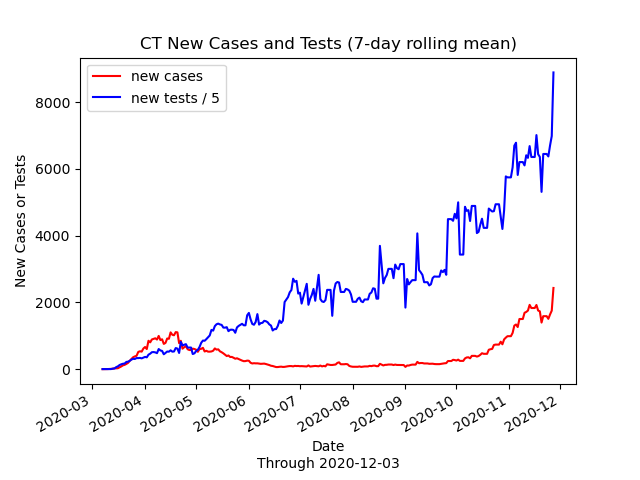 CT New Cases and Tests (7-day rolling mean)
new cases
new tests / 5
New Cases or Tests
8000
6000
4000
2000
0
2020-03
2020-04
2020-05
2020-06
2020-07
2020-08
2020-09
2020-10
2020-11
2020-12
Date
Through 2020-12-03